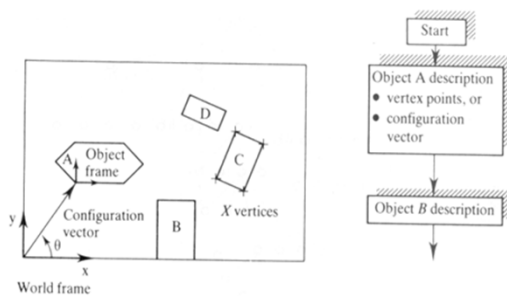 D
A Object
frame
C
X vertices
Configuration
vector
B
y
θ
x
World frame
Start
Object A description
• vertex points, or
• configuration
vector
Object B description